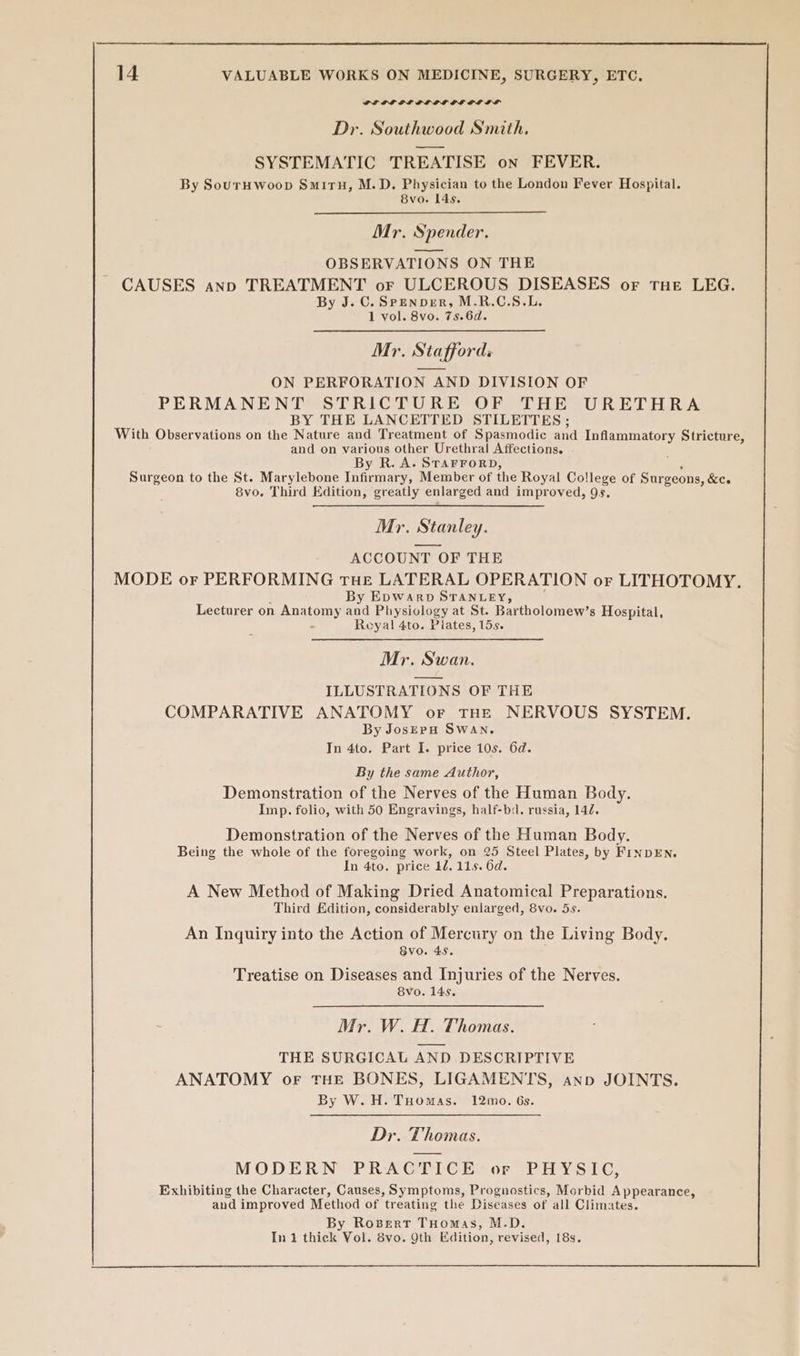 14 VALUABLE WORKS ON MEDICINE, SURGERY, ETC.
Dr. Southwood Smith.
SYSTEMATIC TREATISE on FEVER.
By Southwood Smith, M.D. Physician to the London Fever Hospital.
8vo. 14s.
Mr. Spender.
OBSERVATIONS ON THE
CAUSES and TREATMENT of ULCEROUS DISEASES of the LEG.
By J. C. Spender, M.R.C.S.L.
1 vol. 8vo. 7s.6d.
Mr. Stafford.
ON PERFORATION AND DIVISION OF
PERMANENT STRICTURE OF THE URETHRA
BY THE LANCETTED STILETTES;
With Observations on the Nature and Treatment of Spasmodic and Inflammatory Stricture,
and on various other Urethral Affections.
By R. A. Stafford,
Surgeon to the St. Marylebone Infirmary, Member of the Royal College of Surgeons, &c.
8vo. Third Edition, greatly enlarged and improved, 9s.
Mr. Stanley.
ACCOUNT OF THE
MODE of PERFORMING the LATERAL OPERATION of LITHOTOMY.
By Edward Stanley,
Lecturer on Anatomy and Physiology at St. Bartholomew's Hospital,
Royal 4to. Plates, 15s.
Mr. Swan.
ILLUSTRATIONS OF THE
COMPARATIVE ANATOMY of the NERVOUS SYSTEM.
By Joseph Swan.
In 4to. Part I. price 10s. 6d.
By the same Author,
Demonstration of the Nerves of the Human Body.
Imp. folio, with 50 Engravings, half-bd. russia, 14l.
Demonstration of the Nerves of the Human Body.
Being the whole of the foregoing work, on 25 Steel Plates, by Finden.
In 4to. price 1l. 11s. 6d.
A New Method of Making Dried Anatomical Preparations.
Third Edition, considerably enlarged, 8vo. 5s.
An Inquiry into the Action of Mercury on the Living Body.
8vo. 4s.
Treatise on Diseases and Injuries of the Nerves.
8vo. 14s.
Mr. W. H. Thomas.
THE SURGICAL AND DESCRIPTIVE
ANATOMY of the BONES, LIGAMENTS, and JOINTS.
By W. H. Thomas. 12mo. 6s.
Dr. Thomas.
MODERN PRACTICE of PHYSIC,
Exhibiting the Character, Causes, Symptoms, Prognostics, Morbid Appearance,
and improved Method of treating the Diseases of all Climates.
By Robert Thomas, M.D.
In 1 thick Vol. 8vo. 9th Edition, revised, 18s.